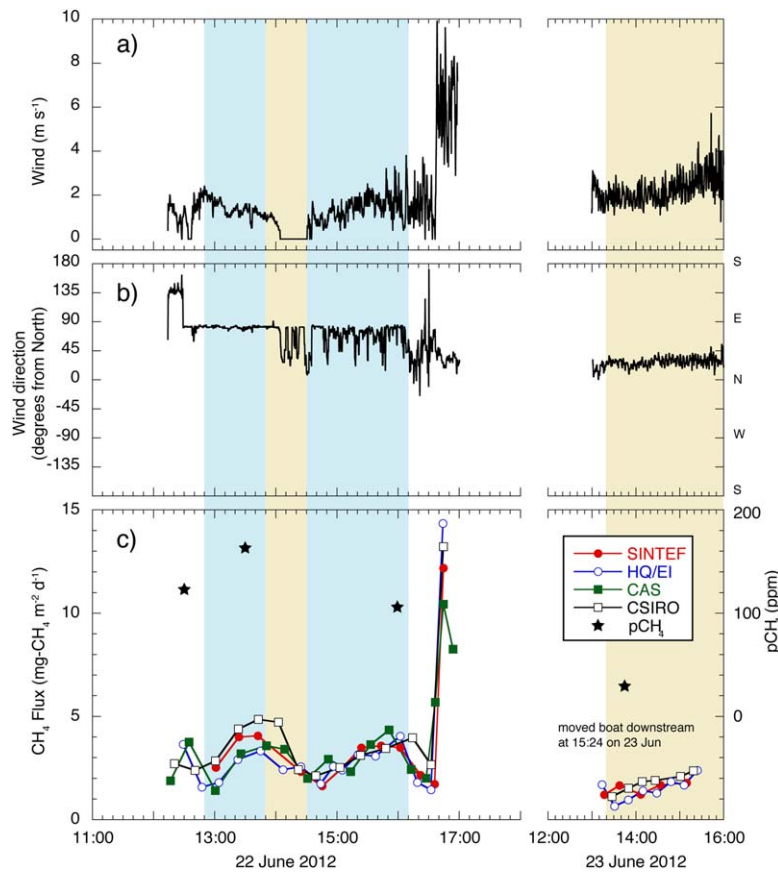 a)
10
8
6
4
2
0
Wind (m s⁻¹)
b)
180
135
90
45
0
-45
-90
-135
Wind direction
(degrees from North)
S
E
N
W
S
c)
15
10
5
0
CH₄ Flux (mg-CH₄ m⁻² d⁻¹)
200
100
0
pCH₄ (ppm)
SINTEF
HQ/EI
CAS
CSIRO
pCH₄
moved boat downstream
at 15:24 on 23 Jun
11:00 13:00 15:00 17:00 12:00 14:00 16:00
22 June 2012 23 June 2012